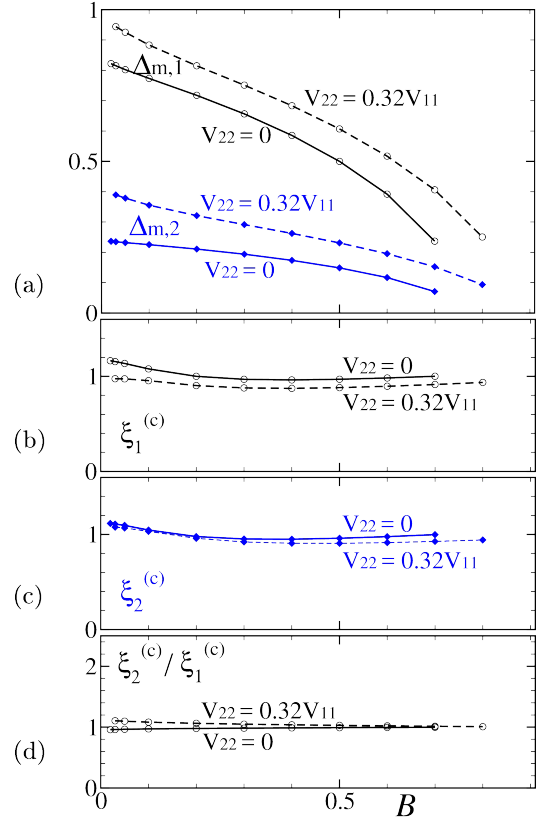 1
Δm,1
V22 = 0.32V11
V22 = 0
0.5
V22 = 0.32V11
Δm,2
V22 = 0
(a)
0
1
V22 = 0
V22 = 0.32V11
(b)
ξ1(c)
0
1
V22 = 0
V22 = 0.32V11
(c)
ξ2(c)
0
ξ2(c) / ξ1(c)
2
V22 = 0.32V11
1
V22 = 0
(d)
0
0 0.5 B